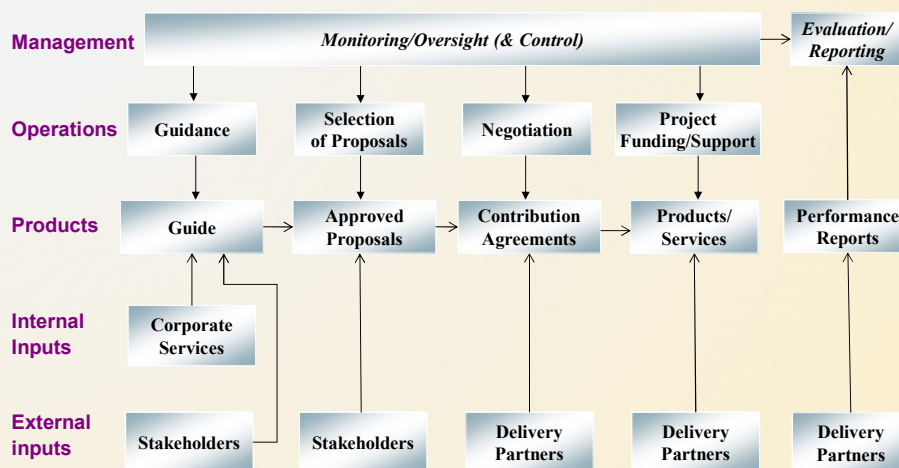 Management
Monitoring/Oversight (& Control)
Evaluation/
Reporting
Operations
Guidance
Selection
of Proposals
Negotiation
Project
Funding/Support
Products
Guide
Approved
Proposals
Contribution
Agreements
Products/
Services
Performance
Reports
Internal
Inputs
Corporate
Services
External
inputs
Stakeholders
Stakeholders
Delivery
Partners
Delivery
Partners
Delivery
Partners